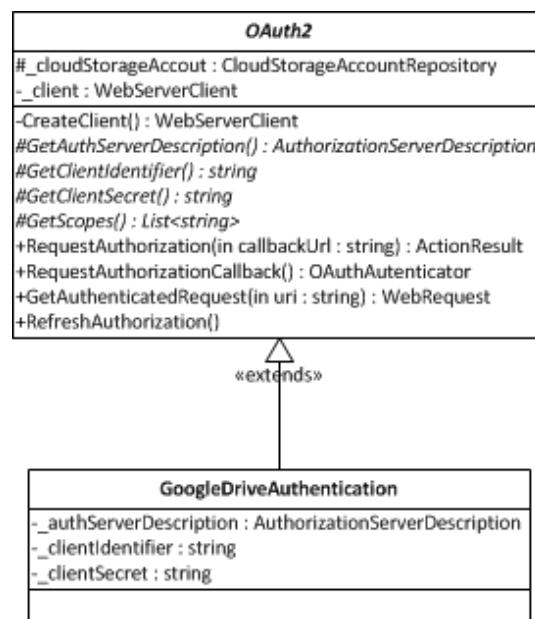 OAuth2
#_cloudStorageAccout : CloudStorageAccountRepository
-_client : WebServerClient
-CreateClient() : WebServerClient
#GetAuthServerDescription() : AuthorizationServerDescription
#GetClientIdentifier() : string
#GetClientSecret() : string
#GetScopes() : List<string>
+RequestAuthorization(in callbackUrl : string) : ActionResult
+RequestAuthorizationCallback() : OAuthAutenticator
+GetAuthenticatedRequest(in uri : string) : WebRequest
+RefreshAuthorization()
«extends»
GoogleDriveAuthentication
-_authServerDescription : AuthorizationServerDescription
-_clientIdentifier : string
-_clientSecret : string